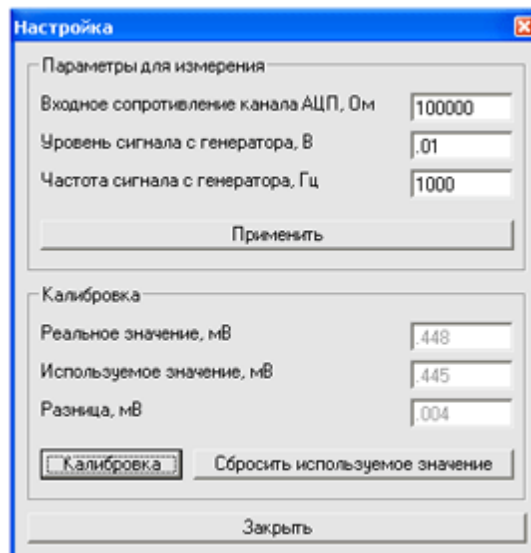 Настройка
Параметры для измерения
Входное сопротивление канала АЦП, Ом 100000
Уровень сигнала с генератора, В .01
Частота сигнала с генератора, Гц 1000
Применить
Калибровка
Реальное значение, мВ .448
Используемое значение, мВ .445
Разница, мВ .004
Калибровка Сбросить используемое значение
Закрыть